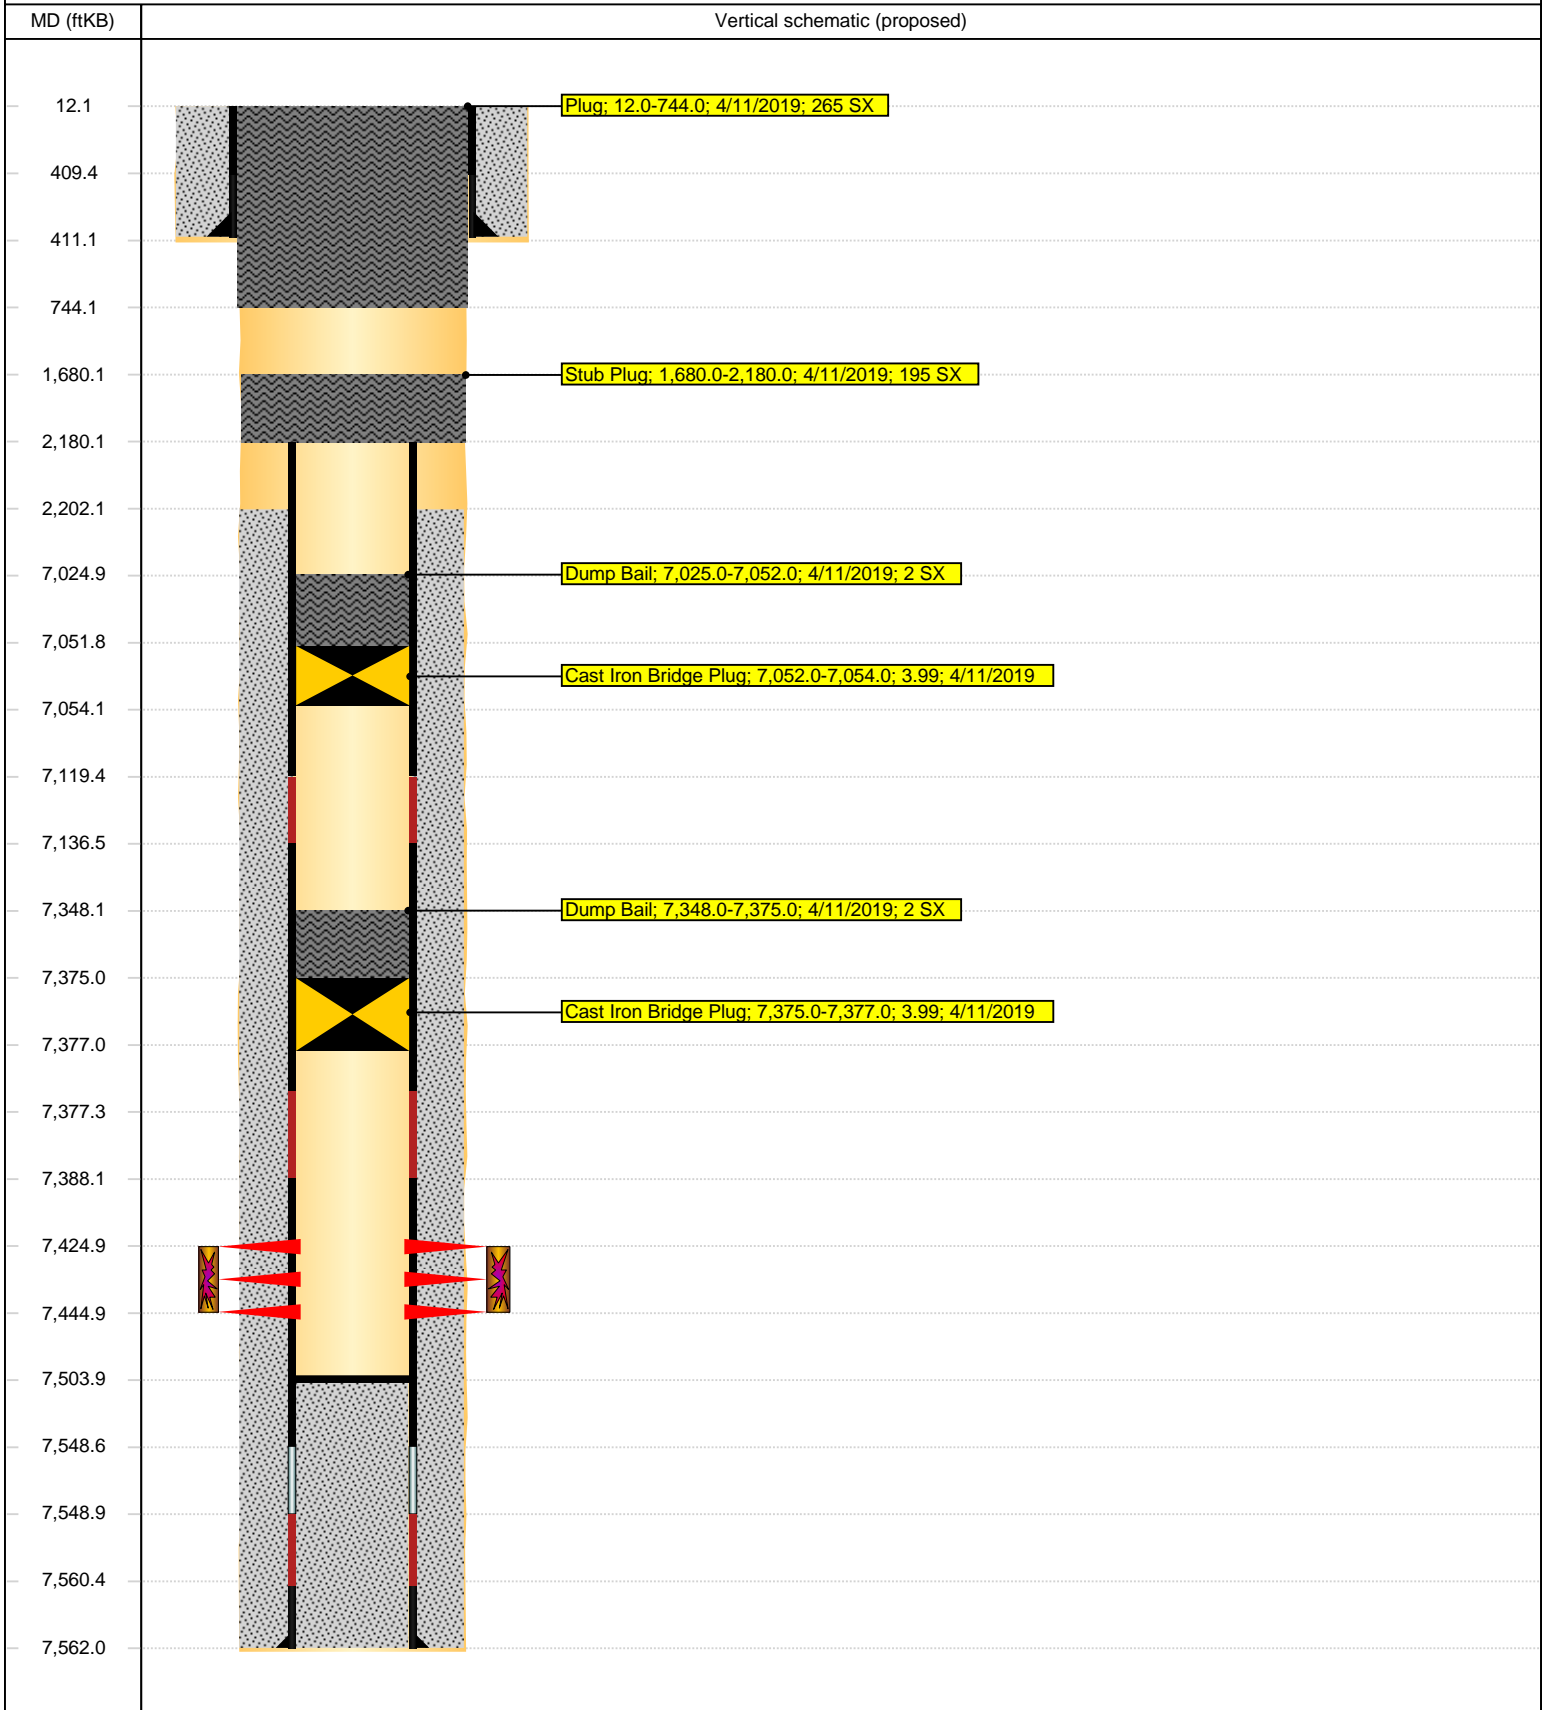 MD (ftKB) Vertical schematic (proposed)
12.1 Plug; 12.0-744.0; 4/11/2019; 265 SX
409.4
411.1
744.1
1,680.1 Stub Plug; 1,680.0-2,180.0; 4/11/2019; 195 SX
2,180.1
2,202.1
7,024.9 Dump Bail; 7,025.0-7,052.0; 4/11/2019; 2 SX
7,051.8
Cast Iron Bridge Plug; 7,052.0-7,054.0; 3.99; 4/11/2019
7,054.1
7,119.4
7,136.5
7,348.1 Dump Bail; 7,348.0-7,375.0; 4/11/2019; 2 SX
7,375.0
Cast Iron Bridge Plug; 7,375.0-7,377.0; 3.99; 4/11/2019
7,377.0
7,377.3
7,388.1
7,424.9
7,444.9
7,503.9
7,548.6
7,548.9
7,560.4
7,562.0